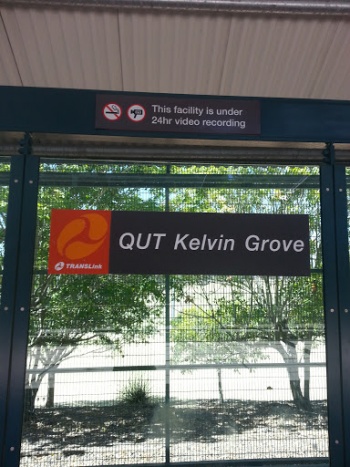 This facility is under
24hr video recording
QUT Kelvin Grove
TRANSLink